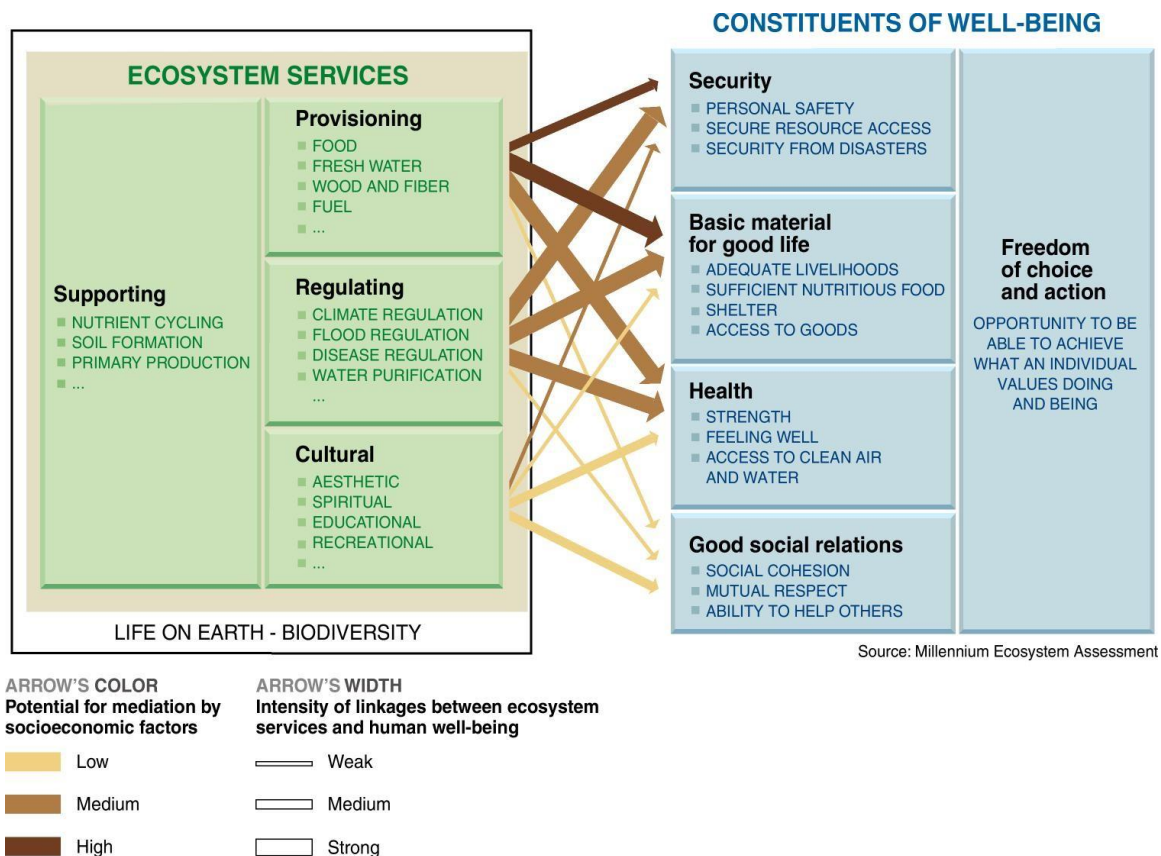 CONSTITUENTS OF WELL-BEING
ECOSYSTEM SERVICES
Supporting
■ NUTRIENT CYCLING
■ SOIL FORMATION
■ PRIMARY PRODUCTION
■ ...
Provisioning
■ FOOD
■ FRESH WATER
■ WOOD AND FIBER
■ FUEL
■ ...
Regulating
■ CLIMATE REGULATION
■ FLOOD REGULATION
■ DISEASE REGULATION
■ WATER PURIFICATION
...
Cultural
■ AESTHETIC
■ SPIRITUAL
■ EDUCATIONAL
■ RECREATIONAL
■ ...
LIFE ON EARTH - BIODIVERSITY
Security
■ PERSONAL SAFETY
■ SECURE RESOURCE ACCESS
■ SECURITY FROM DISASTERS
Basic material
for good life
■ ADEQUATE LIVELIHOODS
■ SUFFICIENT NUTRITIOUS FOOD
■ SHELTER
■ ACCESS TO GOODS
Health
■ STRENGTH
■ FEELING WELL
■ ACCESS TO CLEAN AIR
AND WATER
Good social relations
■ SOCIAL COHESION
■ MUTUAL RESPECT
■ ABILITY TO HELP OTHERS
Freedom
of choice
and action
OPPORTUNITY TO BE
ABLE TO ACHIEVE
WHAT AN INDIVIDUAL
VALUES DOING
AND BEING
Source: Millennium Ecosystem Assessment
ARROW'S COLOR
Potential for mediation by
socioeconomic factors
Low
Medium
High
ARROW'S WIDTH
Intensity of linkages between ecosystem
services and human well-being
Weak
Medium
Strong